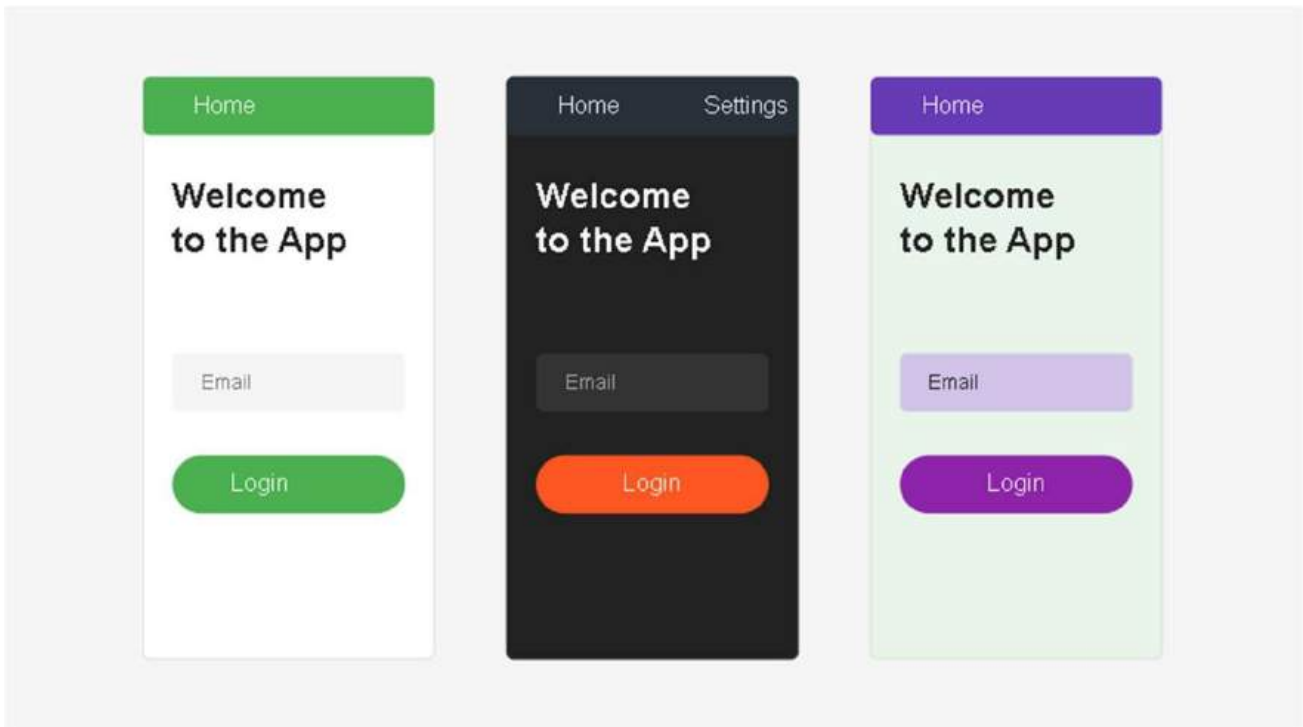 Home
Welcome
to the App
Email
Login
Home Settings
Welcome
to the App
Email
Login
Home
Welcome
to the App
Email
Login